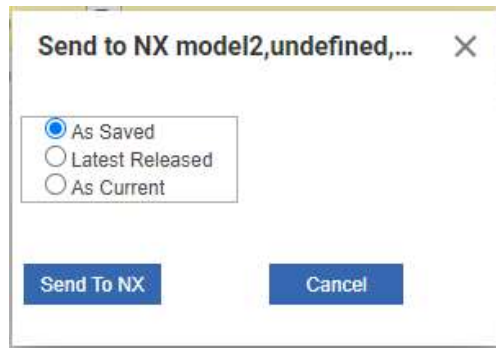 Send to NX model2,undefined,...
As Saved
Latest Released
As Current
Send To NX
Cancel